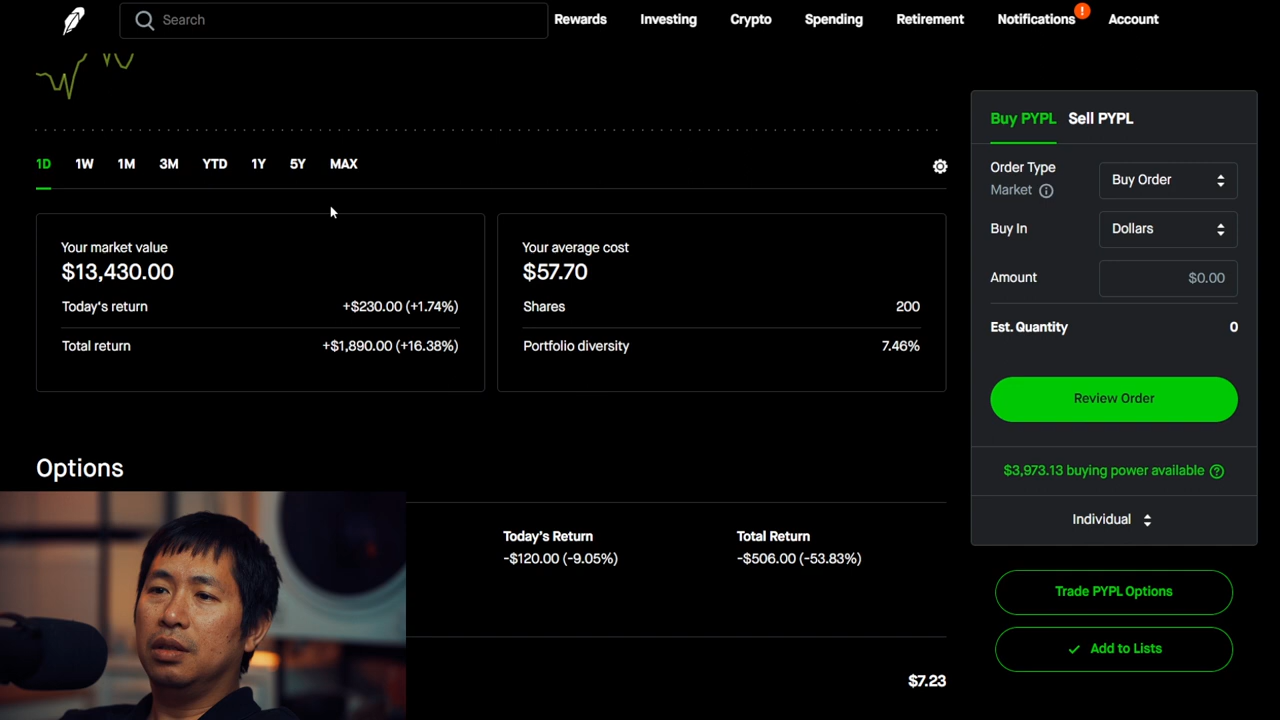 Search
Rewards
Investing
Crypto
Spending
Retirement
Notifications
!
Account
1D
1W
1M
3M
YTD
1Y
5Y
MAX
Your market value
$13,430.00
Today's return
+$230.00 (+1.74%)
Total return
+$1,890.00 (+16.38%)
Your average cost
$57.70
Shares
200
Portfolio diversity
7.46%
Options
Today's Return
-$120.00 (-9.05%)
Total Return
-$506.00 (-53.83%)
$7.23
Buy PYPL
Sell PYPL
Order Type
Market
Buy Order
Buy In
Dollars
Amount
$0.00
Est. Quantity
0
Review Order
$3,973.13 buying power available
Individual
Trade PYPL Options
Add to Lists